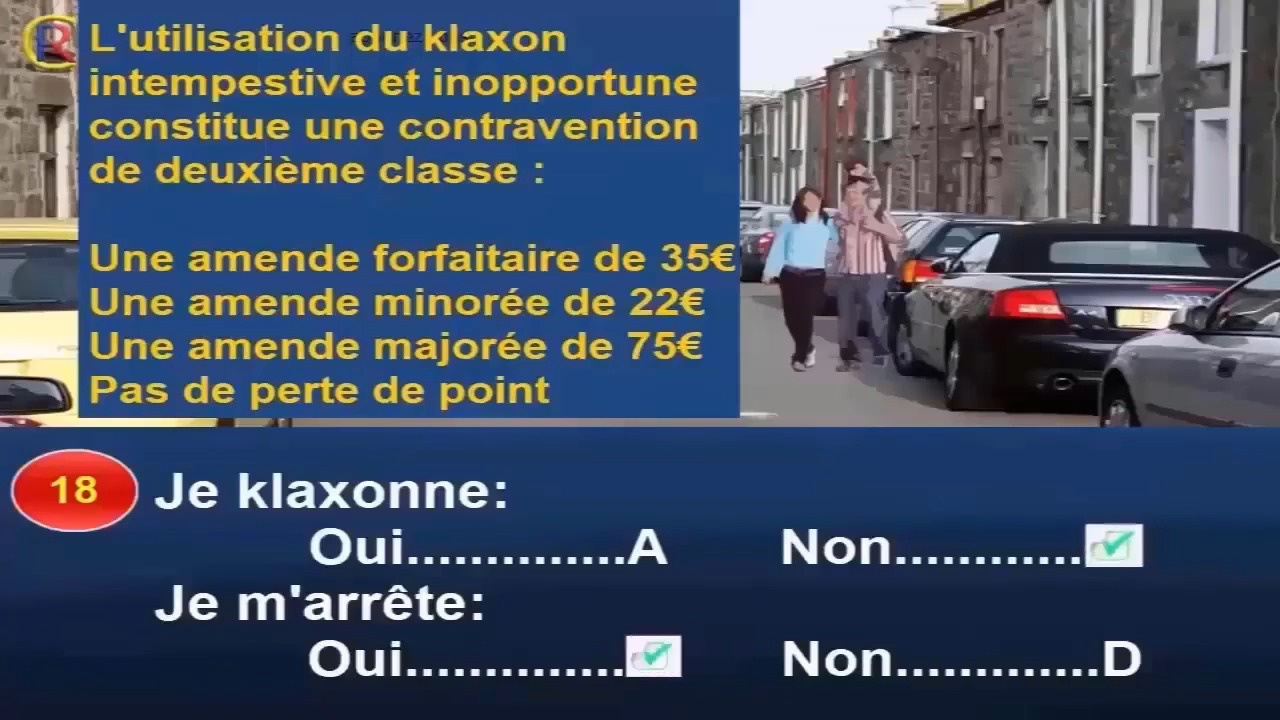 L'utilisation du klaxon
intempestive et inopportune
constitue une contravention
de deuxième classe :
Une amende forfaitaire de 35€
Une amende minorée de 22€
Une amende majorée de 75€
Pas de perte de point
18 Je klaxonne:
Oui..............A Non............
Je m'arrête:
Oui.............. Non.............D